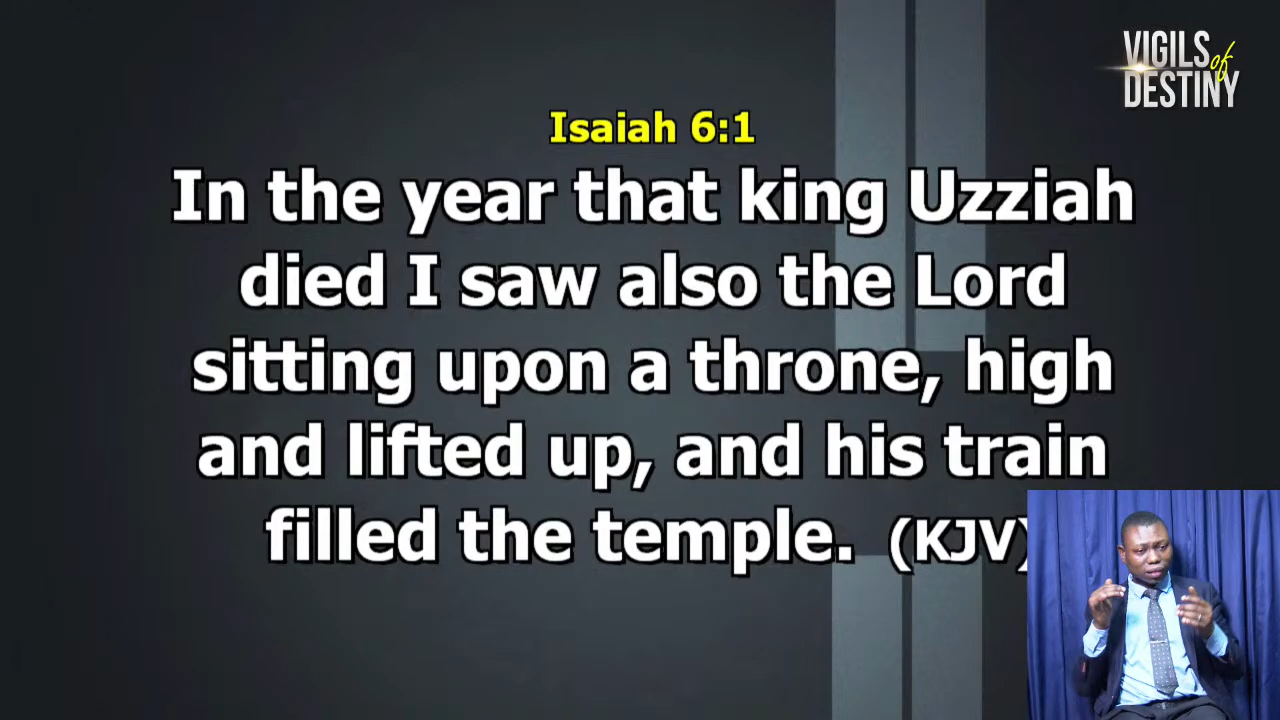 VIGILS of
DESTINY
Isaiah 6:1
In the year that king Uzziah
died I saw also the Lord
sitting upon a throne, high
and lifted up, and his train
filled the temple. (KJV)